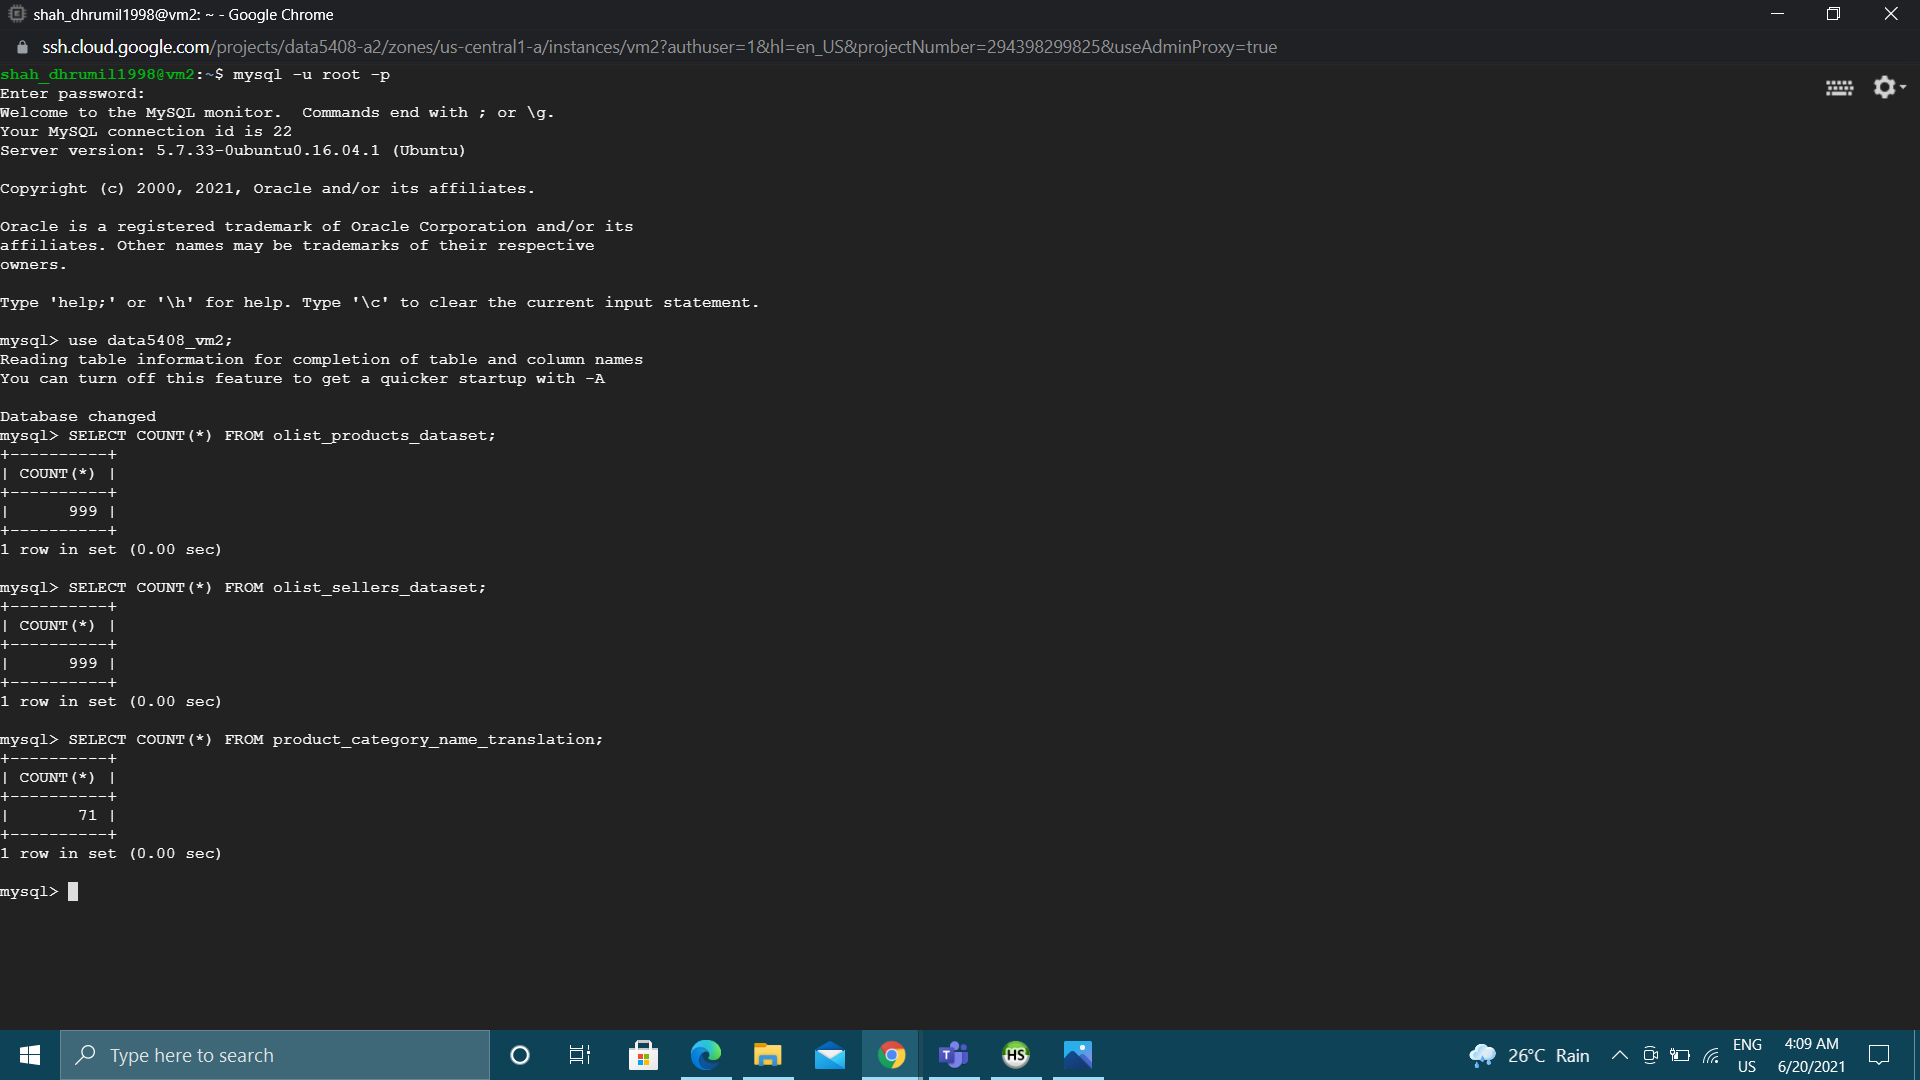 shah_dhrumil1998@vm2: ~ - Google Chrome
ssh.cloud.google.com/projects/data5408-a2/zones/us-central1-a/instances/vm2?authuser=1&hl=en_US&projectNumber=294398299825&useAdminProxy=true
shah_dhrumil1998@vm2:~$ mysql -u root -p
Enter password:
Welcome to the MySQL monitor.  Commands end with ; or \g.
Your MySQL connection id is 22
Server version: 5.7.33-0ubuntu0.16.04.1 (Ubuntu)
Copyright (c) 2000, 2021, Oracle and/or its affiliates.
Oracle is a registered trademark of Oracle Corporation and/or its
affiliates. Other names may be trademarks of their respective
owners.
Type 'help;' or '\h' for help. Type '\c' to clear the current input statement.
mysql> use data5408_vm2;
Reading table information for completion of table and column names
You can turn off this feature to get a quicker startup with -A
Database changed
mysql> SELECT COUNT(*) FROM olist_products_dataset;
+----------+
| COUNT(*) |
+----------+
|      999 |
+----------+
1 row in set (0.00 sec)
mysql> SELECT COUNT(*) FROM olist_sellers_dataset;
+----------+
| COUNT(*) |
+----------+
|      999 |
+----------+
1 row in set (0.00 sec)
mysql> SELECT COUNT(*) FROM product_category_name_translation;
+----------+
| COUNT(*) |
+----------+
|       71 |
+----------+
1 row in set (0.00 sec)
mysql>
Type here to search
T
HS
26°C Rain
ENG
US
4:09 AM
6/20/2021